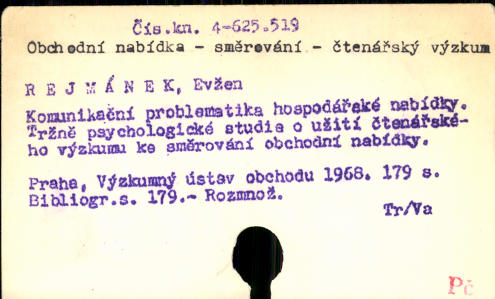 Čís.kn. 4-625.519
Obchodní nabídka - směrování - čtenářský výzkum
R E J M Á N E K, Evžen
Komunikační problematika hospodářské nabídky.
Tržně psychologické studie o užití čtenářské-
ho výzkumu ke směrování obchodní nabídky.
Praha, Výzkumný ústav obchodu 1968. 179 s.
Bibliogr.s. 179.- Rozmnož.
Tr/Va
Pč